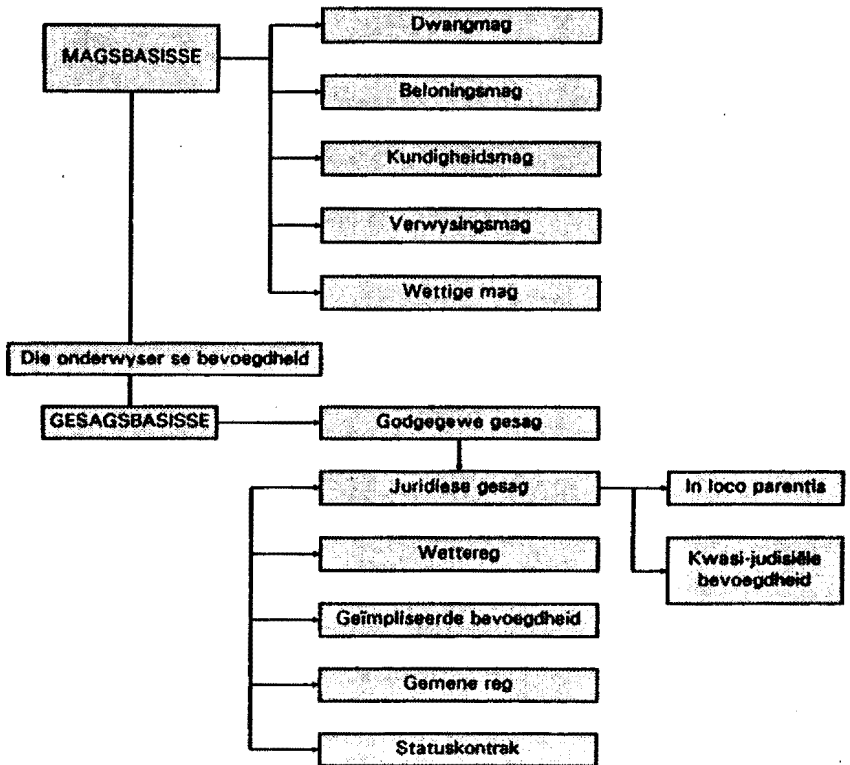 MAGSBASISSE
Dwangmag
Beloningsmag
Kundigheidsmag
Verwysingsmag
Wettige mag
Die onderwyser se bevoegdheid
GESAGSBASISSE
Godgegewe gesag
Juridiese gesag
In loco parentis
Wettereg
Kwasi-judisiële
bevoegdheid
Geïmpliseerde bevoegdheid
Gemene reg
Statuskontrak